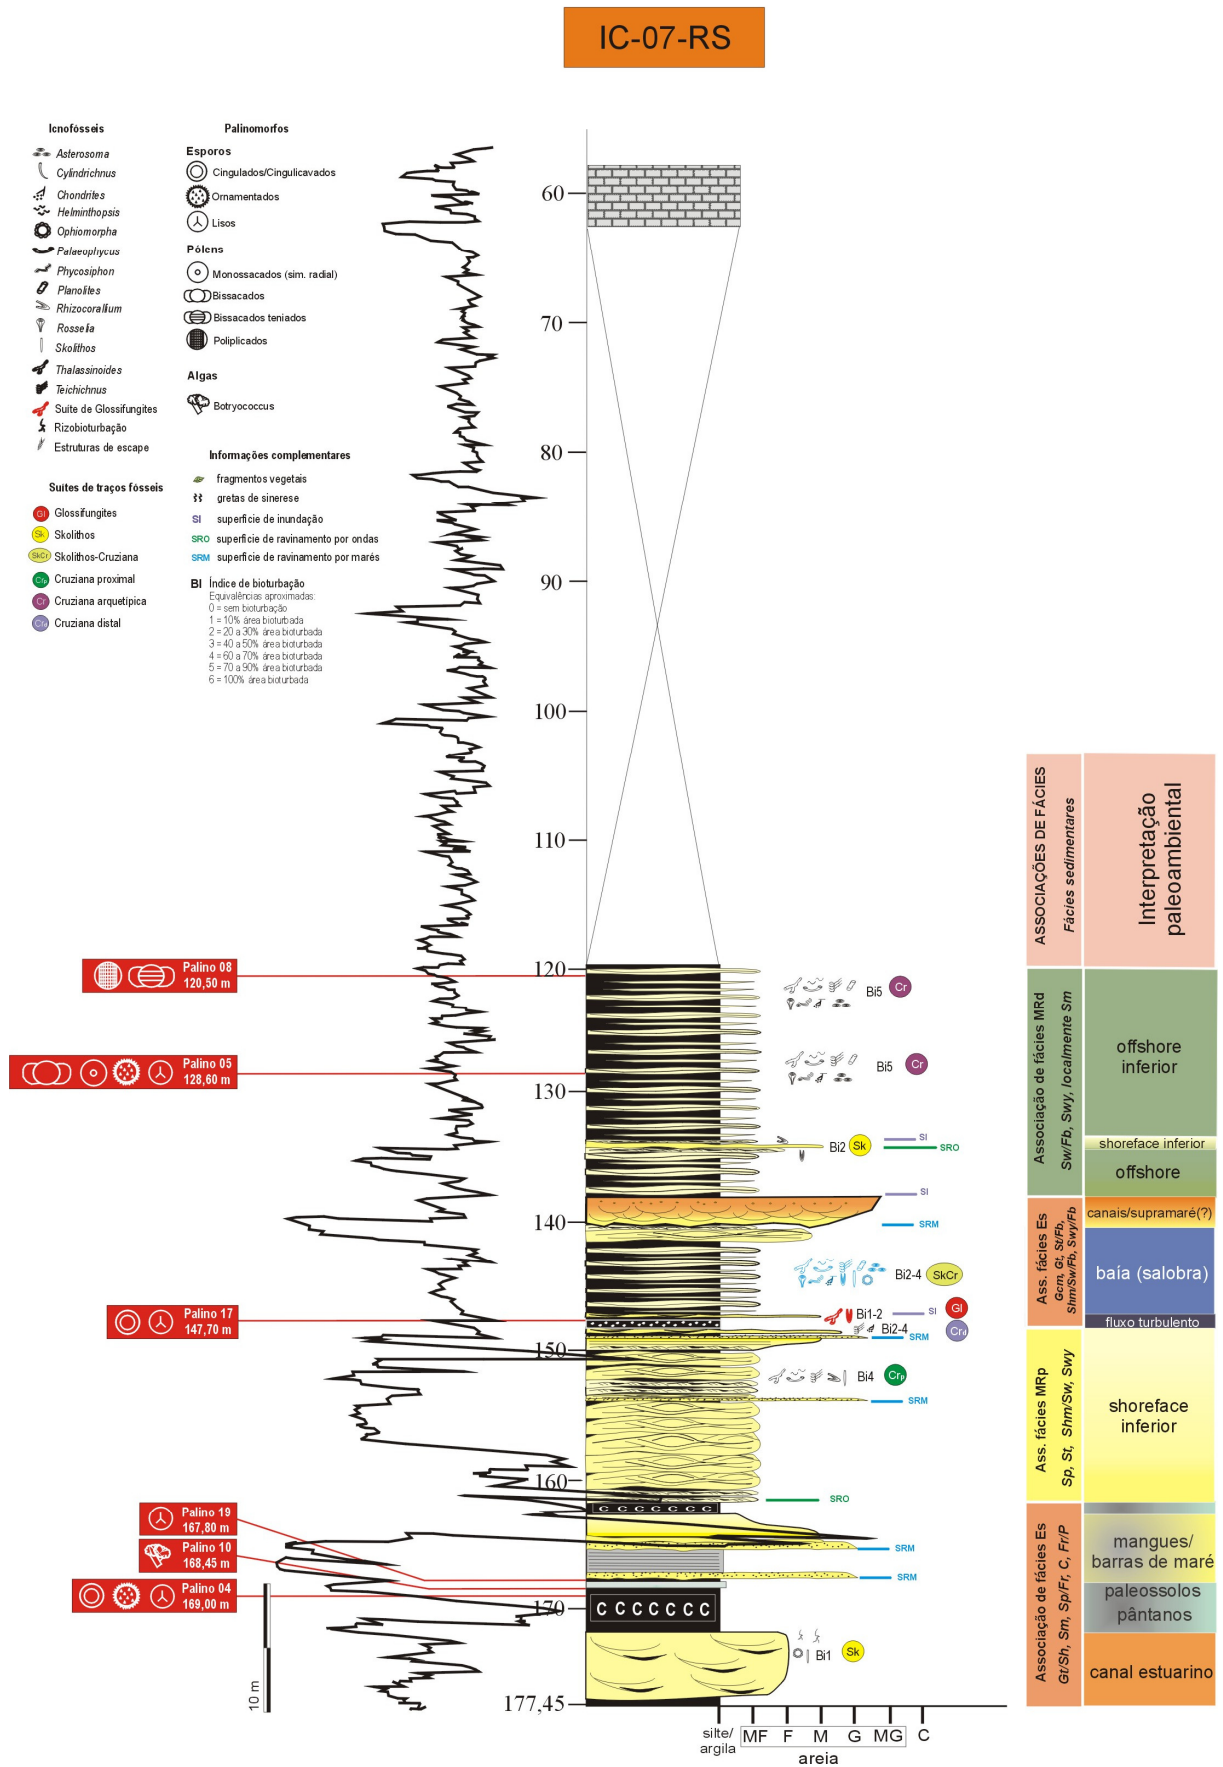 IC-07-RS
Icnofósseis
Asterosoma
Cylindrichnus
Chondrites
Helminthopsis
Ophiomorpha
Palaeophycus
Phycosiphon
Planolites
Rhizocorallium
Rosselia
Skolithos
Thalassinoides
Teichichnus
Suíte de Glossifungites
Rizobioturbação
Estruturas de escape
Suítes de traços fósseis
Gl Glossifungites
Sk Skolithos
SkCr Skolithos-Cruziana
Crp Cruziana proximal
Cr Cruziana arquetípica
Crd Cruziana distal
Palinomorfos
Esporos
Cingulados/Cingulicavados
Ornamentados
Lisos
Pólens
Monossacados (sim. radial)
Bissacados
Bissacados teniados
Poliplicados
Algas
Botryococcus
Informações complementares
fragmentos vegetais
gretas de sinerese
SI superfície de inundação
SRO superfície de ravinamento por ondas
SRM superfície de ravinamento por marés
BI Índice de bioturbação
Equivalências aproximadas:
0 = sem bioturbação
1 = 10% área bioturbada
2 = 20 a 30% área bioturbada
3 = 40 a 50% área bioturbada
4 = 60 a 70% área bioturbada
5 = 70 a 90% área bioturbada
6 = 100% área bioturbada
60
70
80
90
100
110
120
130
140
150
160
170
177,45
Palino 08
120,50 m
Palino 05
128,60 m
Palino 17
147,70 m
Palino 19
167,80 m
Palino 10
168,45 m
Palino 04
169,00 m
10 m
Bi5 Cr
Bi5 Cr
Bi2 Sk
SI
SRO
SI
SRM
Bi2-4 SkCr
Bi1-2 SI Gl
Bi2-4 SRM Crd
Bi4 Crp
SRM
SRO
C C C C C C C
SRM
SRM
C C C C C C C
Bi1 Sk
silte/
argila
MF F M G MG C
areia
ASSOCIAÇÕES DE FÁCIES
Fácies sedimentares
Interpretação
paleoambiental
Associação de fácies MRd
Sw/Fb, Swy, localmente Sm
offshore
inferior
shoreface inferior
offshore
Ass. fácies Es
Gcm, Gt, St/Fb,
Shm/Sw/Fb, Swy/Fb
canais/supramaré(?)
baía (salobra)
fluxo turbulento
Ass. fácies MRp
Sp, St, Shm/Sw, Swy
shoreface
inferior
Associação de fácies Es
Gt/Sh, Sm, Sp/Fr, C, Fr/P
mangues/
barras de maré
paleossolos
pântanos
canal estuarino